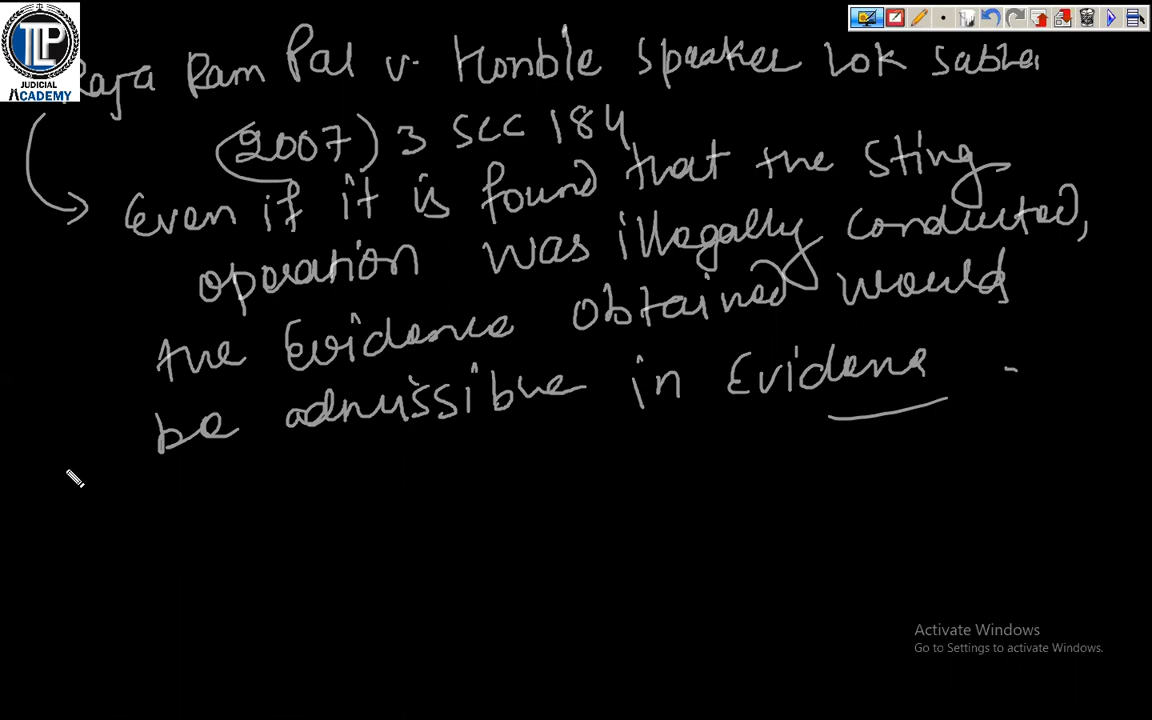 TLP
JUDICIAL
ACADEMY
Raja Ram Pal v. Honble Speaker Lok Sabha
(2007) 3 SCC 184
Even if it is found that the Sting
operation was illegally conducted,
the Evidence obtained would
be admissible in Evidence.
Activate Windows
Go to Settings to activate Windows.